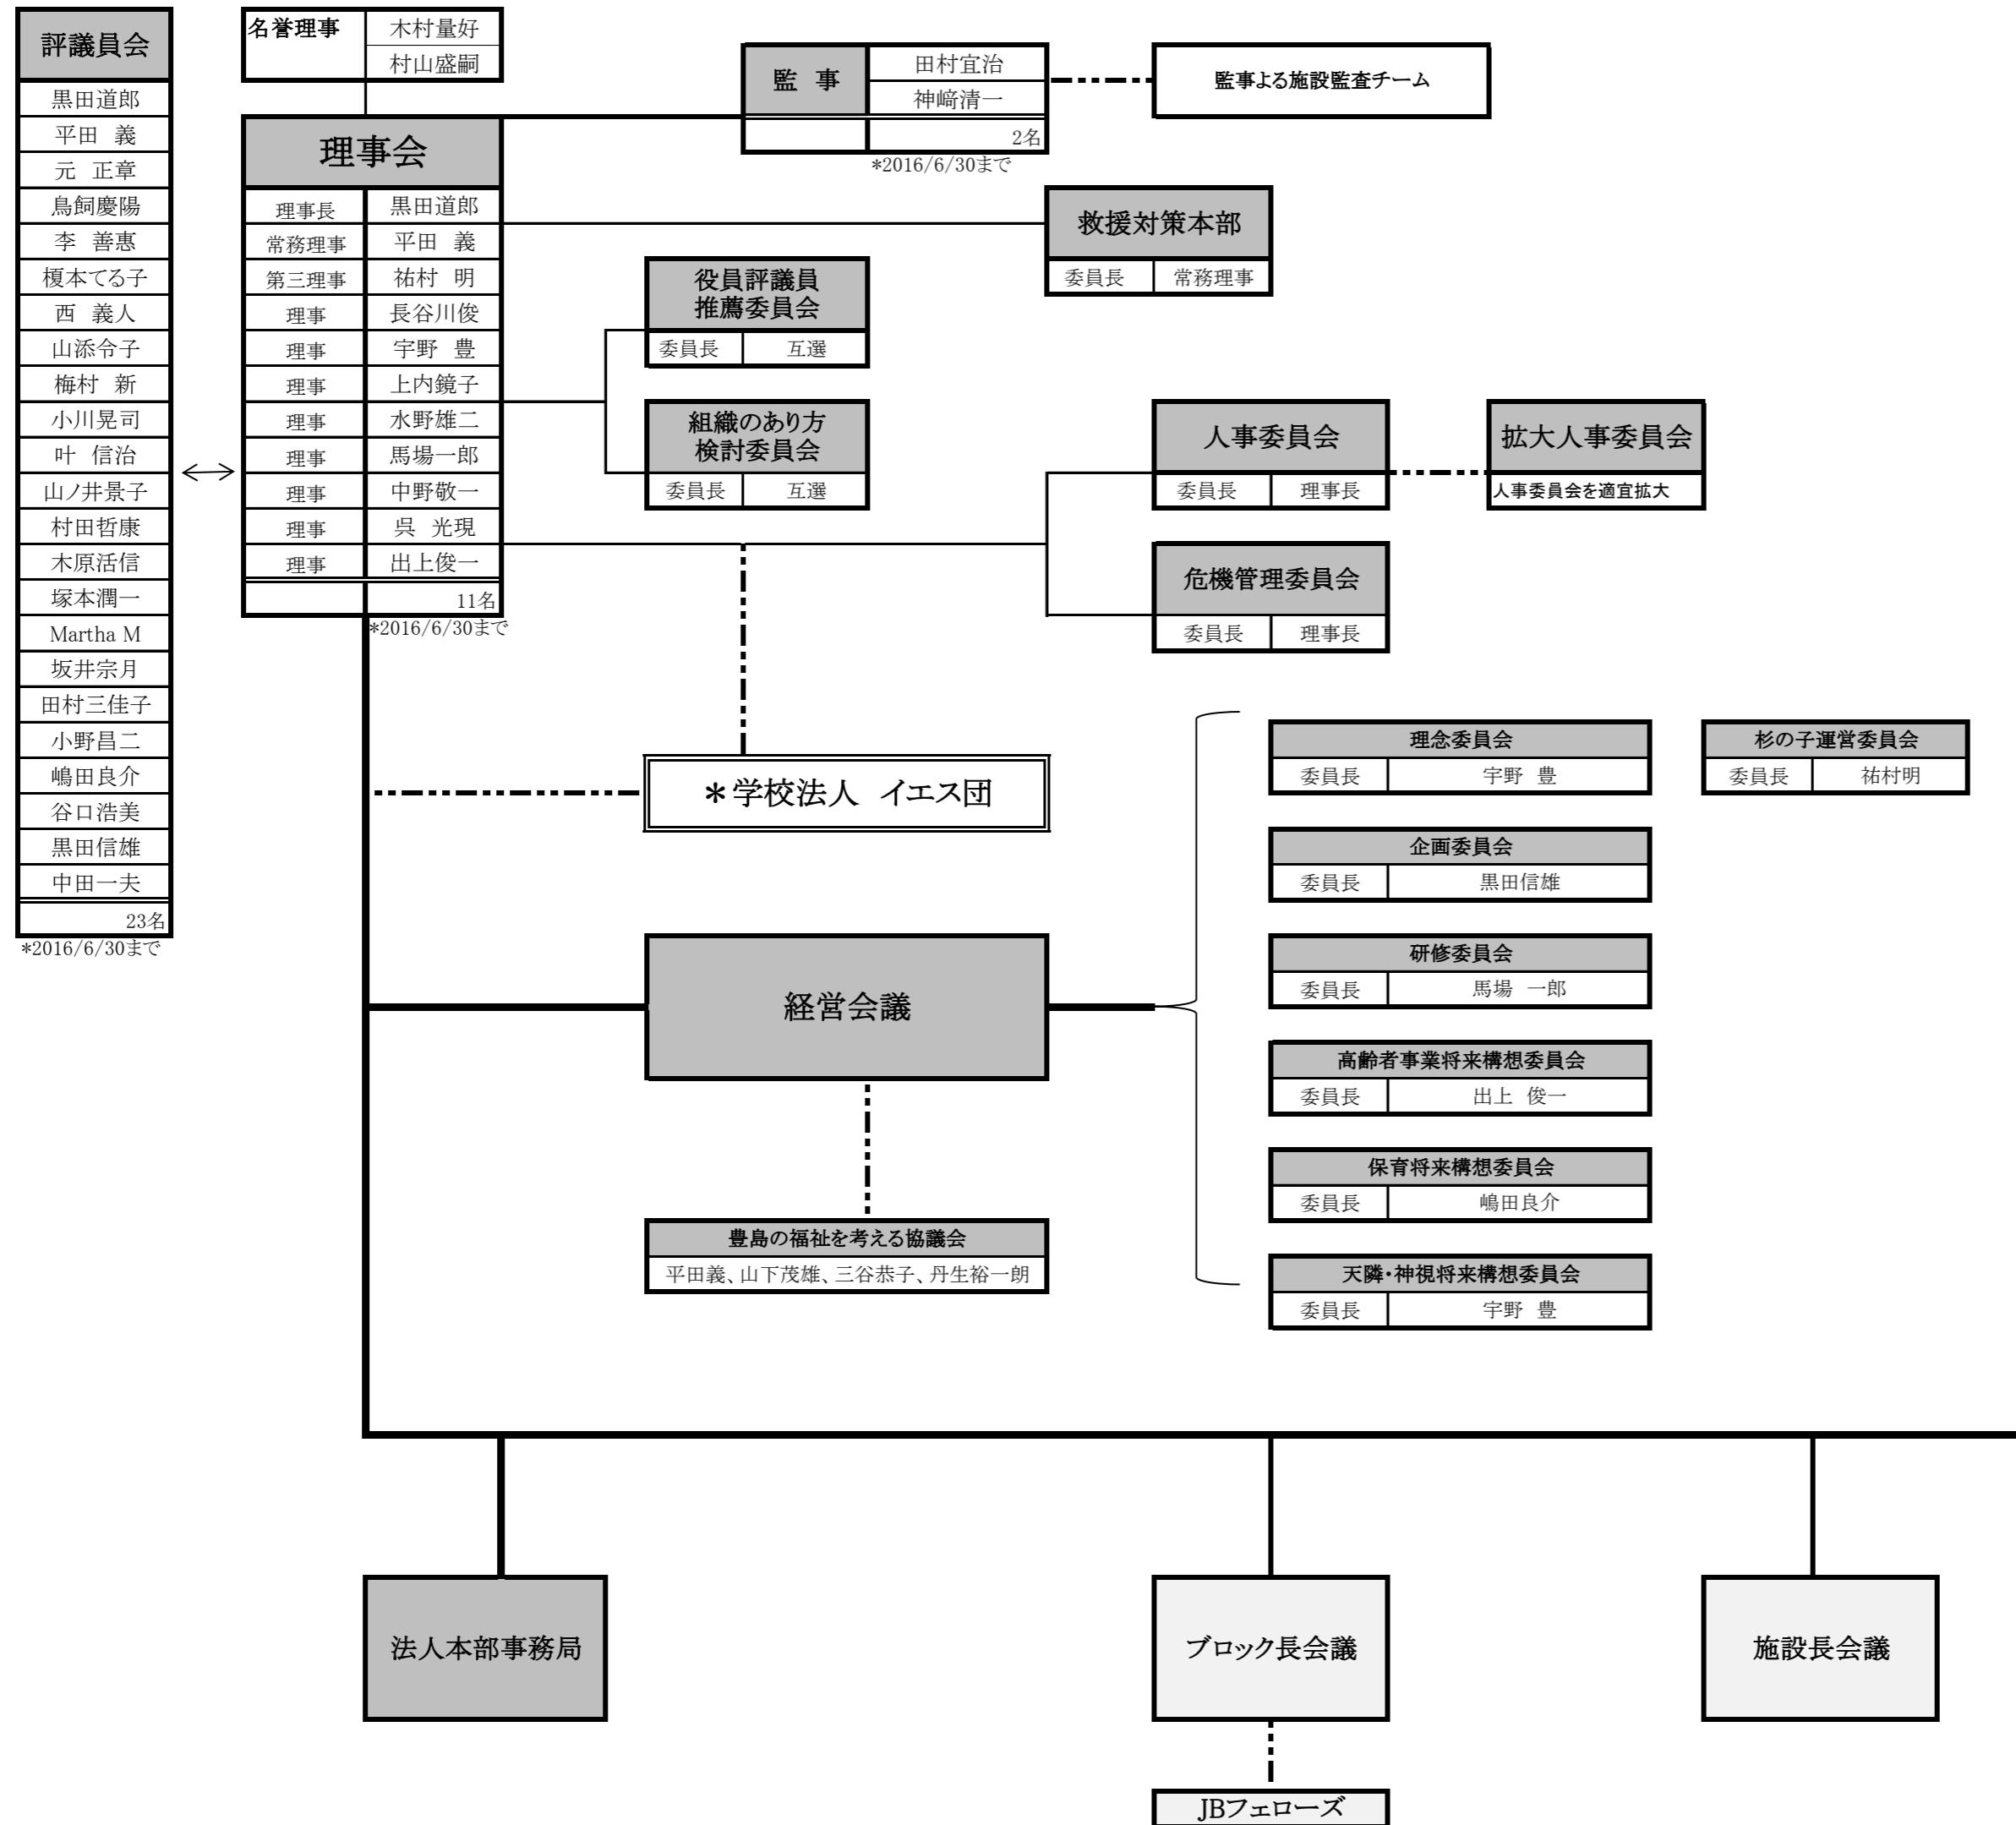 評議員会
黒田道郎
平田 義
元 正章
鳥飼慶陽
李 善惠
榎本てる子
西 義人
山添令子
梅村 新
小川晃司
叶 信治
山ノ井景子
村田哲康
木原活信
塚本潤一
Martha M
坂井宗月
田村三佳子
小野昌二
嶋田良介
谷口浩美
黒田信雄
中田一夫
23名
*2016/6/30まで
名誉理事 木村量好
村山盛嗣
理事会
理事長 黒田道郎
常務理事 平田 義
第三理事 祐村 明
理事 長谷川俊
理事 宇野 豊
理事 上内鏡子
理事 水野雄二
理事 馬場一郎
理事 中野敬一
理事 呉 光現
理事 出上俊一
11名
*2016/6/30まで
監 事 田村宜治
神﨑清一
2名
*2016/6/30まで
監事よる施設監査チーム
救援対策本部
委員長 常務理事
役員評議員
推薦委員会
委員長 互選
組織のあり方
検討委員会
委員長 互選
人事委員会
委員長 理事長
拡大人事委員会
人事委員会を適宜拡大
危機管理委員会
委員長 理事長
＊学校法人 イエス団
理念委員会
委員長 宇野 豊
杉の子運営委員会
委員長 祐村明
企画委員会
委員長 黒田信雄
研修委員会
委員長 馬場 一郎
高齢者事業将来構想委員会
委員長 出上 俊一
保育将来構想委員会
委員長 嶋田良介
天隣・神視将来構想委員会
委員長 宇野 豊
経営会議
豊島の福祉を考える協議会
平田義、山下茂雄、三谷恭子、丹生裕一朗
法人本部事務局
ブロック長会議
施設長会議
JBフェローズ